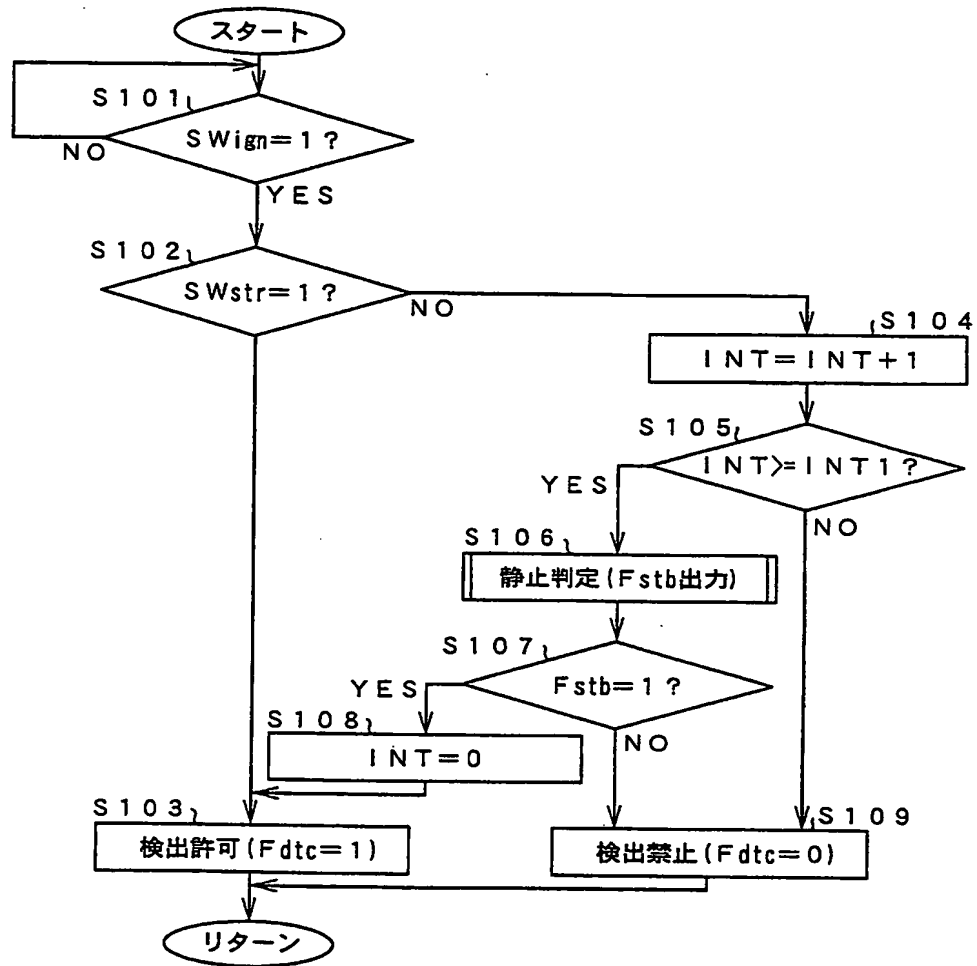 スタート
S101
SWign=1?
NO
YES
S102
SWstr=1?
NO
S104
INT=INT+1
S105
INT>=INT1?
YES
NO
S106
静止判定(Fstb出力)
S107
Fstb=1?
YES
NO
S108
INT=0
S103
検出許可(Fdtc=1)
S109
検出禁止(Fdtc=0)
リターン